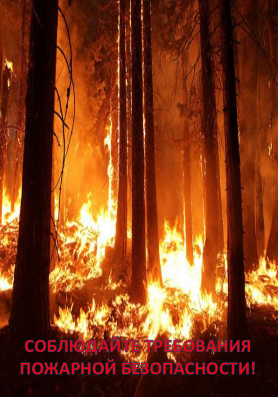 СОБЛЮДАЙТЕ ТРЕБОВАНИЯ
ПОЖАРНОЙ БЕЗОПАСНОСТИ!